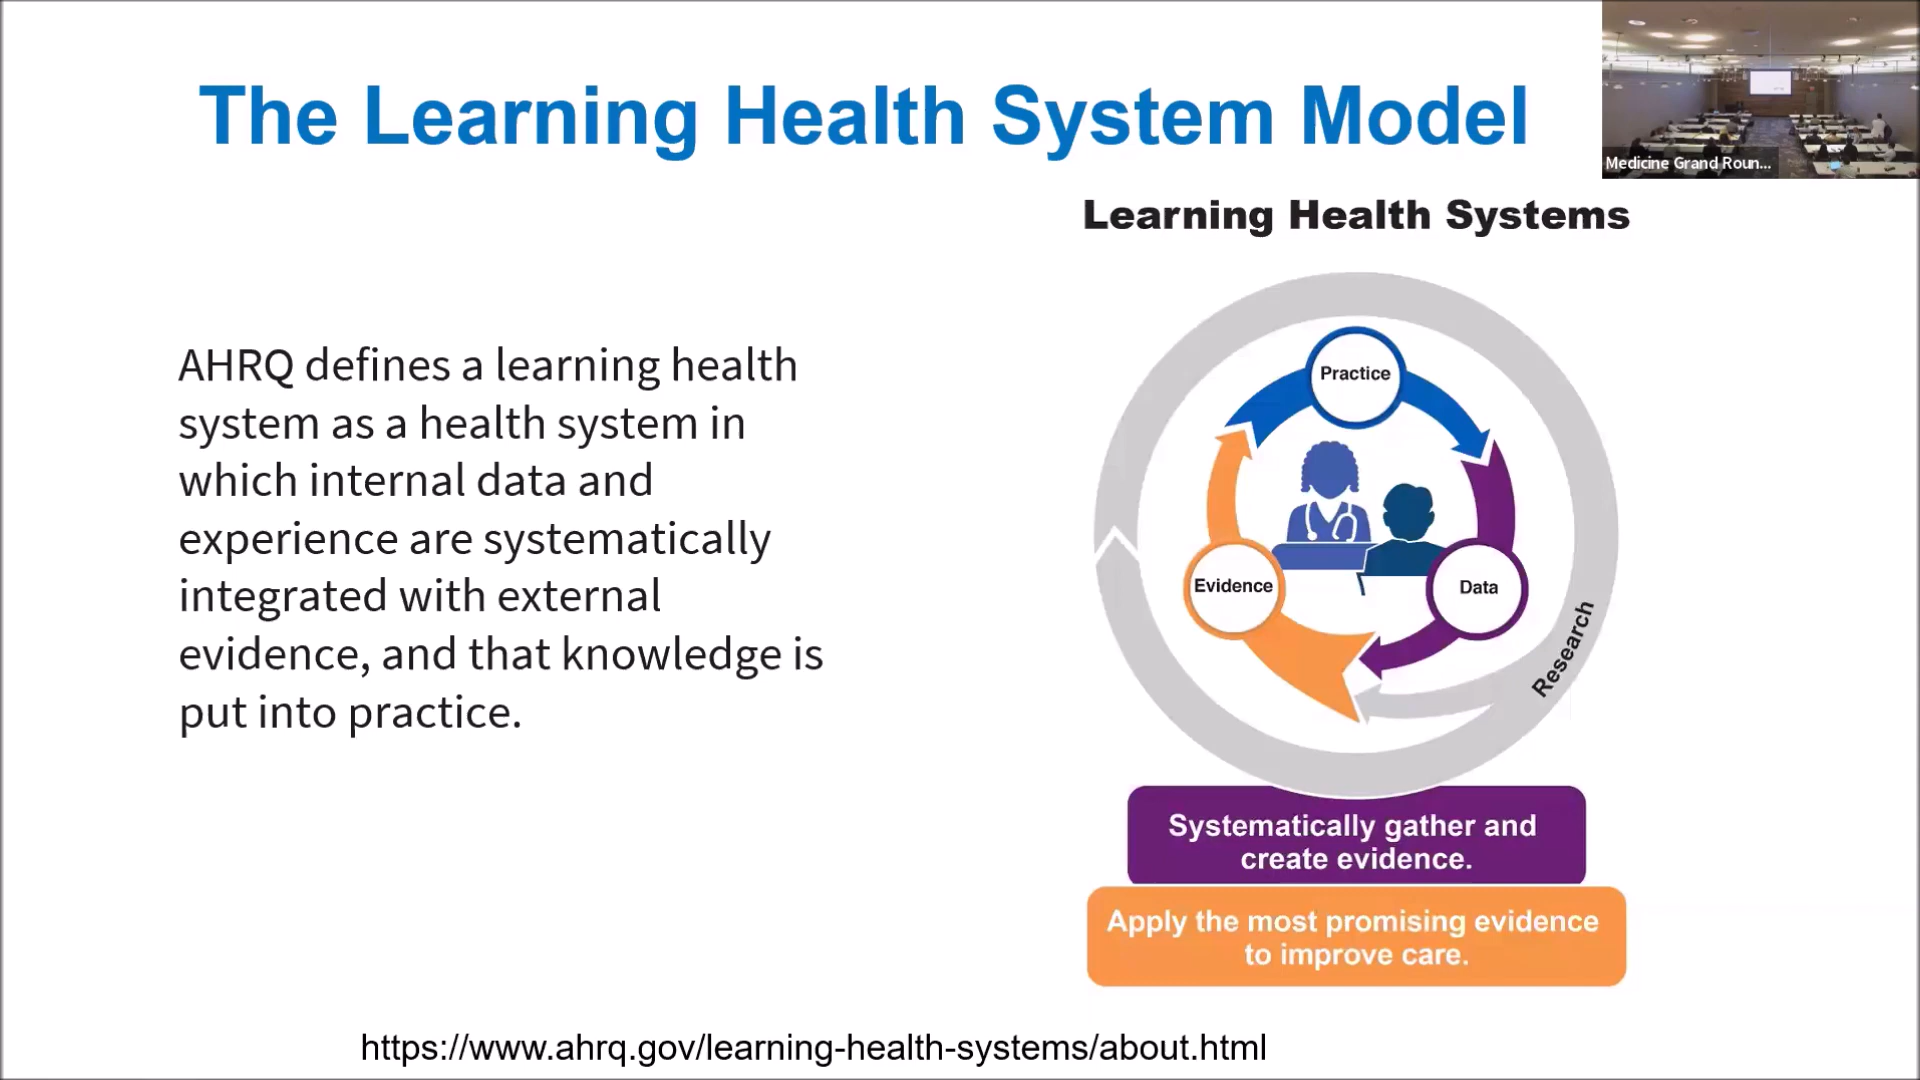 The Learning Health System Model
Medicine Grand Roun...
Learning Health Systems
AHRQ defines a learning health
system as a health system in
which internal data and
experience are systematically
integrated with external
evidence, and that knowledge is
put into practice.
Practice
Evidence
Data
Research
Systematically gather and
create evidence.
Apply the most promising evidence
to improve care.
https://www.ahrq.gov/learning-health-systems/about.html